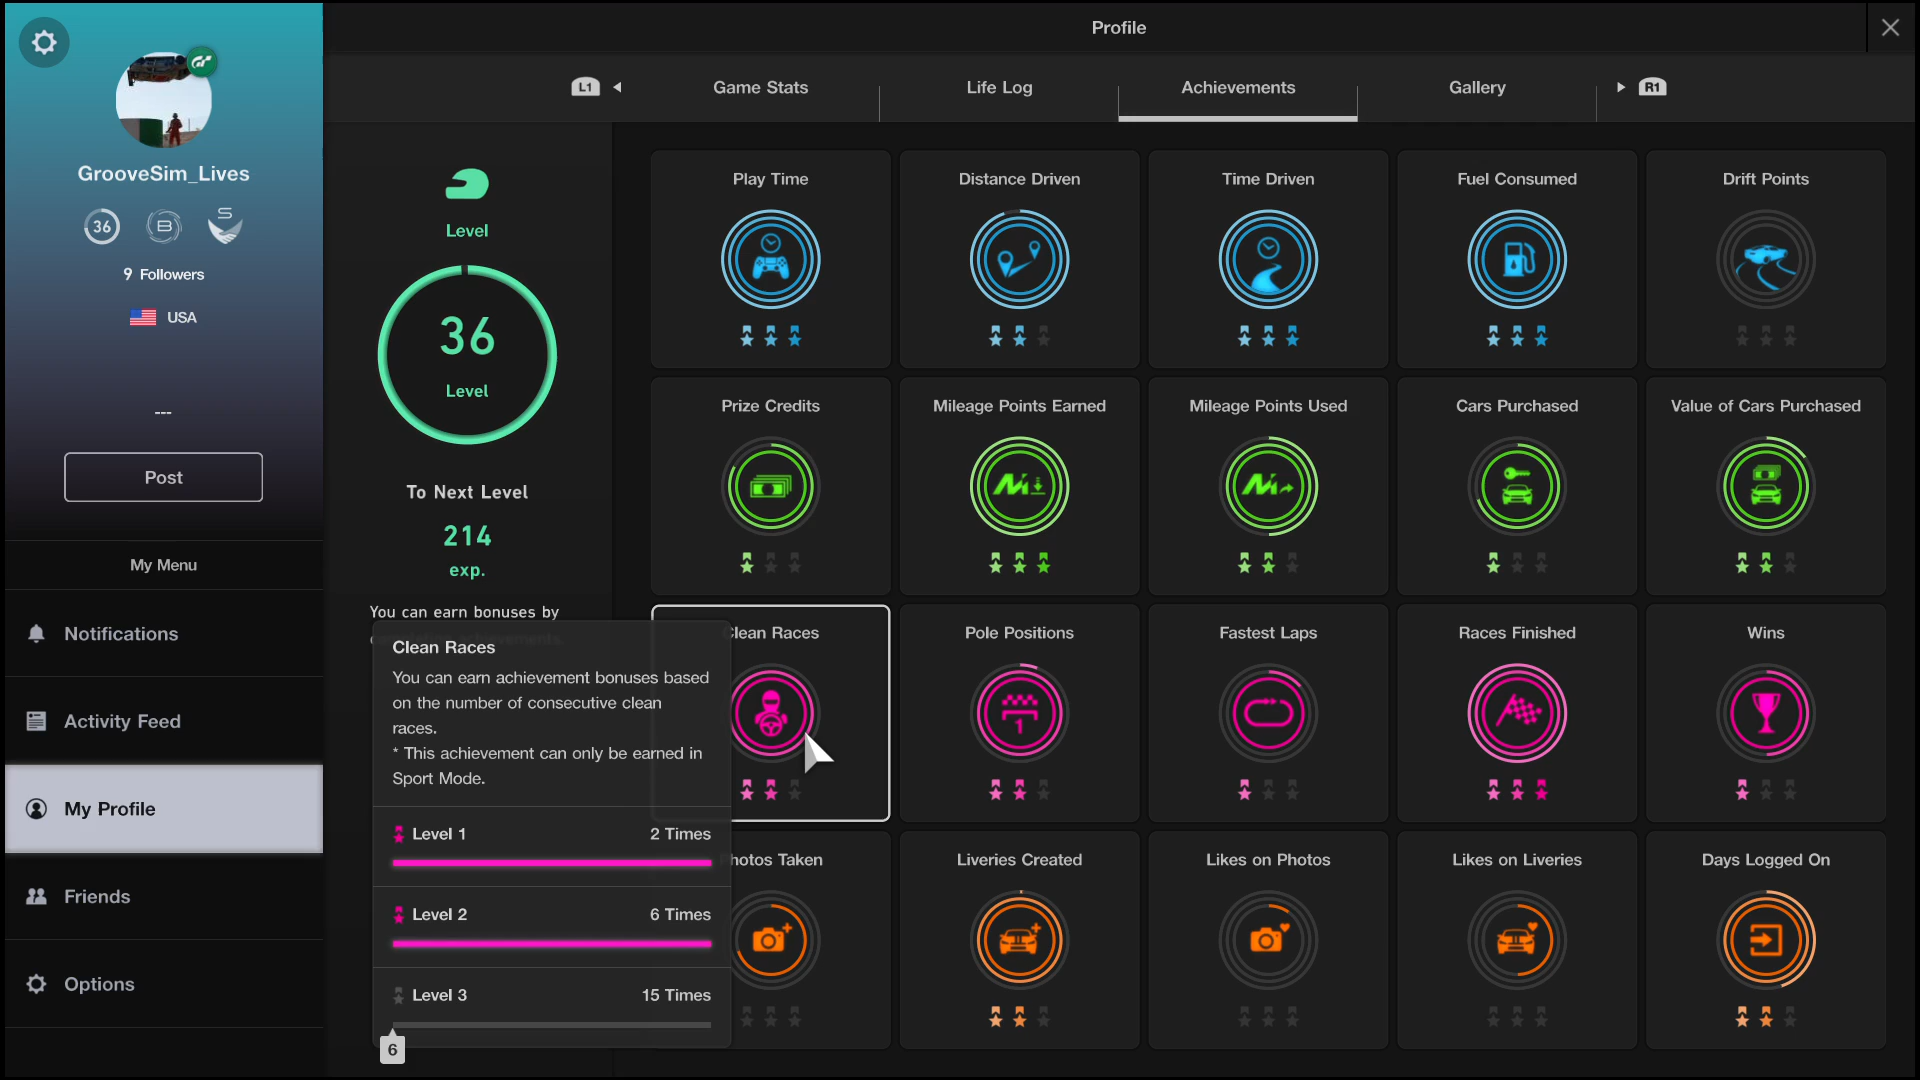 Profile
L1
Game Stats
Life Log
Achievements
Gallery
R1
GrooveSim_Lives
36
B
S
9 Followers
USA
---
Post
My Menu
Notifications
Activity Feed
My Profile
Friends
Options
Level
36
Level
To Next Level
214
exp.
You can earn bonuses by
Clean Races
You can earn achievement bonuses based
on the number of consecutive clean
races.
* This achievement can only be earned in
Sport Mode.
Level 1
2 Times
Level 2
6 Times
Level 3
15 Times
6
Play Time
Distance Driven
Time Driven
Fuel Consumed
Drift Points
Prize Credits
Mileage Points Earned
Mileage Points Used
Cars Purchased
Value of Cars Purchased
Clean Races
Pole Positions
1
Fastest Laps
Races Finished
Wins
Photos Taken
Liveries Created
Likes on Photos
Likes on Liveries
Days Logged On